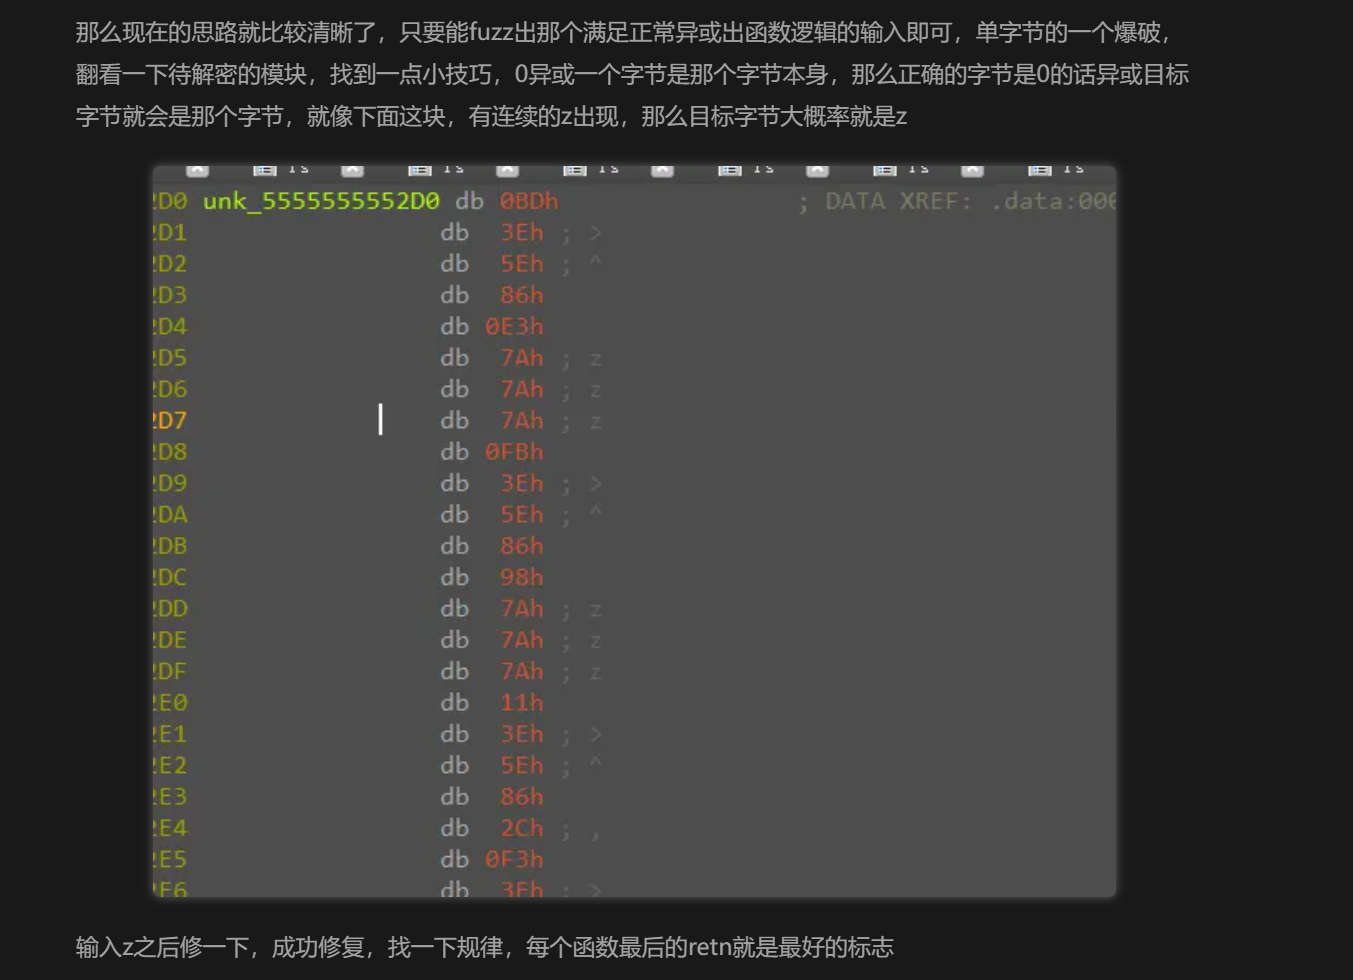 那么现在的思路就比较清晰了，只要能fuzz出那个满足正常异或出函数逻辑的输入即可，单字节的一个爆破，
翻看一下待解密的模块，找到一点小技巧，0异或一个字节是那个字节本身，那么正确的字节是0的话异或目标
字节就会是那个字节，就像下面这块，有连续的z出现，那么目标字节大概率就是z
2D0 unk_5555555552D0 db 0BDh ; DATA XREF: .data:000
2D1 db 3Eh ; >
2D2 db 5Eh ; ^
2D3 db 86h
2D4 db 0E3h
2D5 db 7Ah ; z
2D6 db 7Ah ; z
2D7 db 7Ah ; z
2D8 db 0FBh
2D9 db 3Eh ; >
2DA db 5Eh ; ^
2DB db 86h
2DC db 98h
2DD db 7Ah ; z
2DE db 7Ah ; z
2DF db 7Ah ; z
2E0 db 11h
2E1 db 3Eh ; >
2E2 db 5Eh ; ^
2E3 db 86h
2E4 db 2Ch ; ,
2E5 db 0F3h
2E6 db 3Eh ; >
输入z之后修一下，成功修复，找一下规律，每个函数最后的retn就是最好的标志